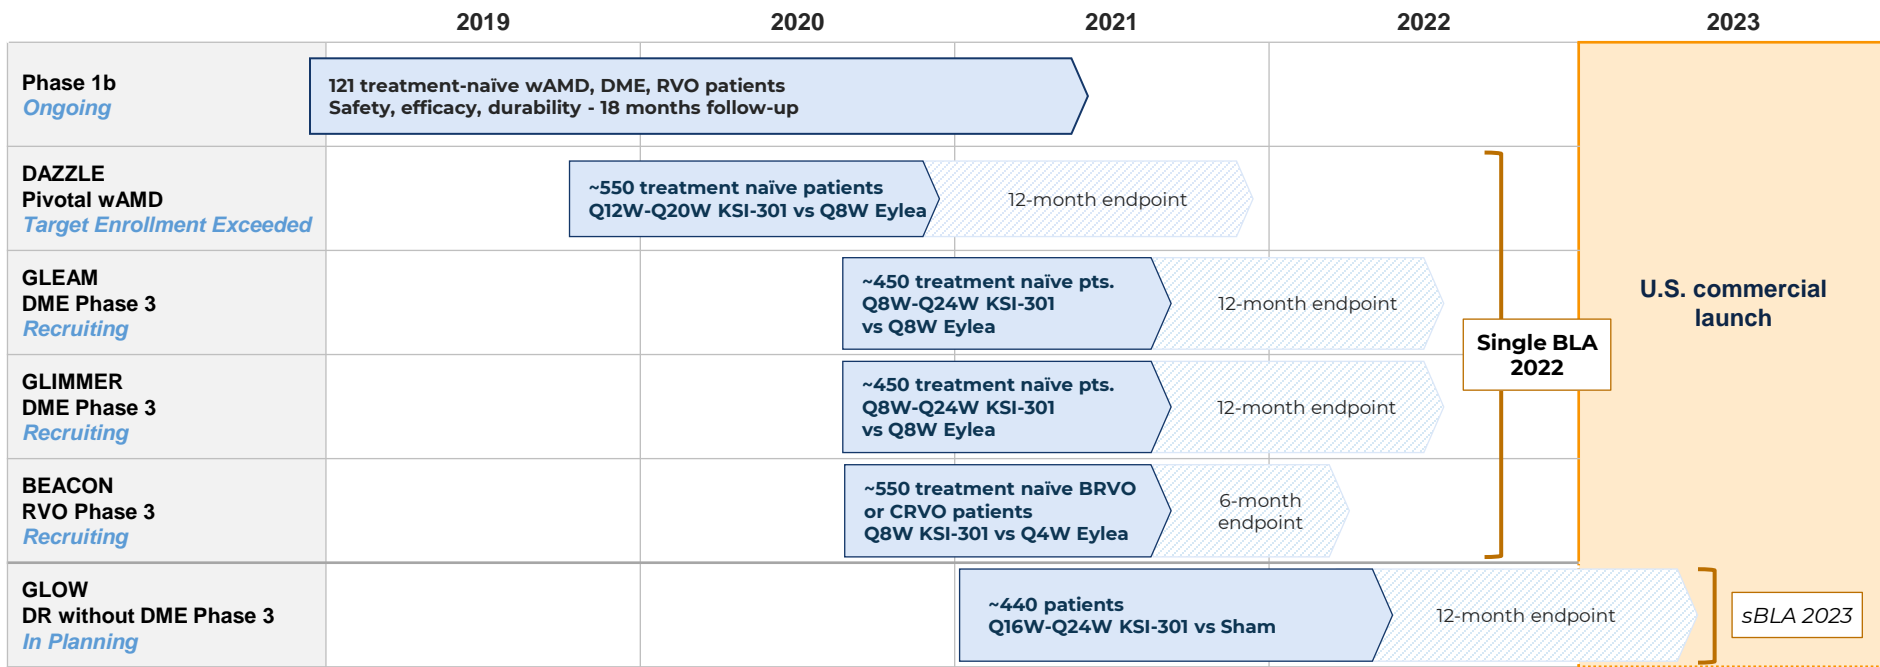 2019
2020
2021
2022
2023
Phase 1b
Ongoing
121 treatment-naïve wAMD, DME, RVO patients
Safety, efficacy, durability - 18 months follow-up
DAZZLE
Pivotal wAMD
Target Enrollment Exceeded
~550 treatment naïve patients
Q12W-Q20W KSI-301 vs Q8W Eylea
12-month endpoint
GLEAM
DME Phase 3
Recruiting
~450 treatment naïve pts.
Q8W-Q24W KSI-301
vs Q8W Eylea
12-month endpoint
GLIMMER
DME Phase 3
Recruiting
~450 treatment naïve pts.
Q8W-Q24W KSI-301
vs Q8W Eylea
12-month endpoint
BEACON
RVO Phase 3
Recruiting
~550 treatment naïve BRVO
or CRVO patients
Q8W KSI-301 vs Q4W Eylea
6-month
endpoint
Single BLA
2022
U.S. commercial
launch
GLOW
DR without DME Phase 3
In Planning
~440 patients
Q16W-Q24W KSI-301 vs Sham
12-month endpoint
sBLA 2023